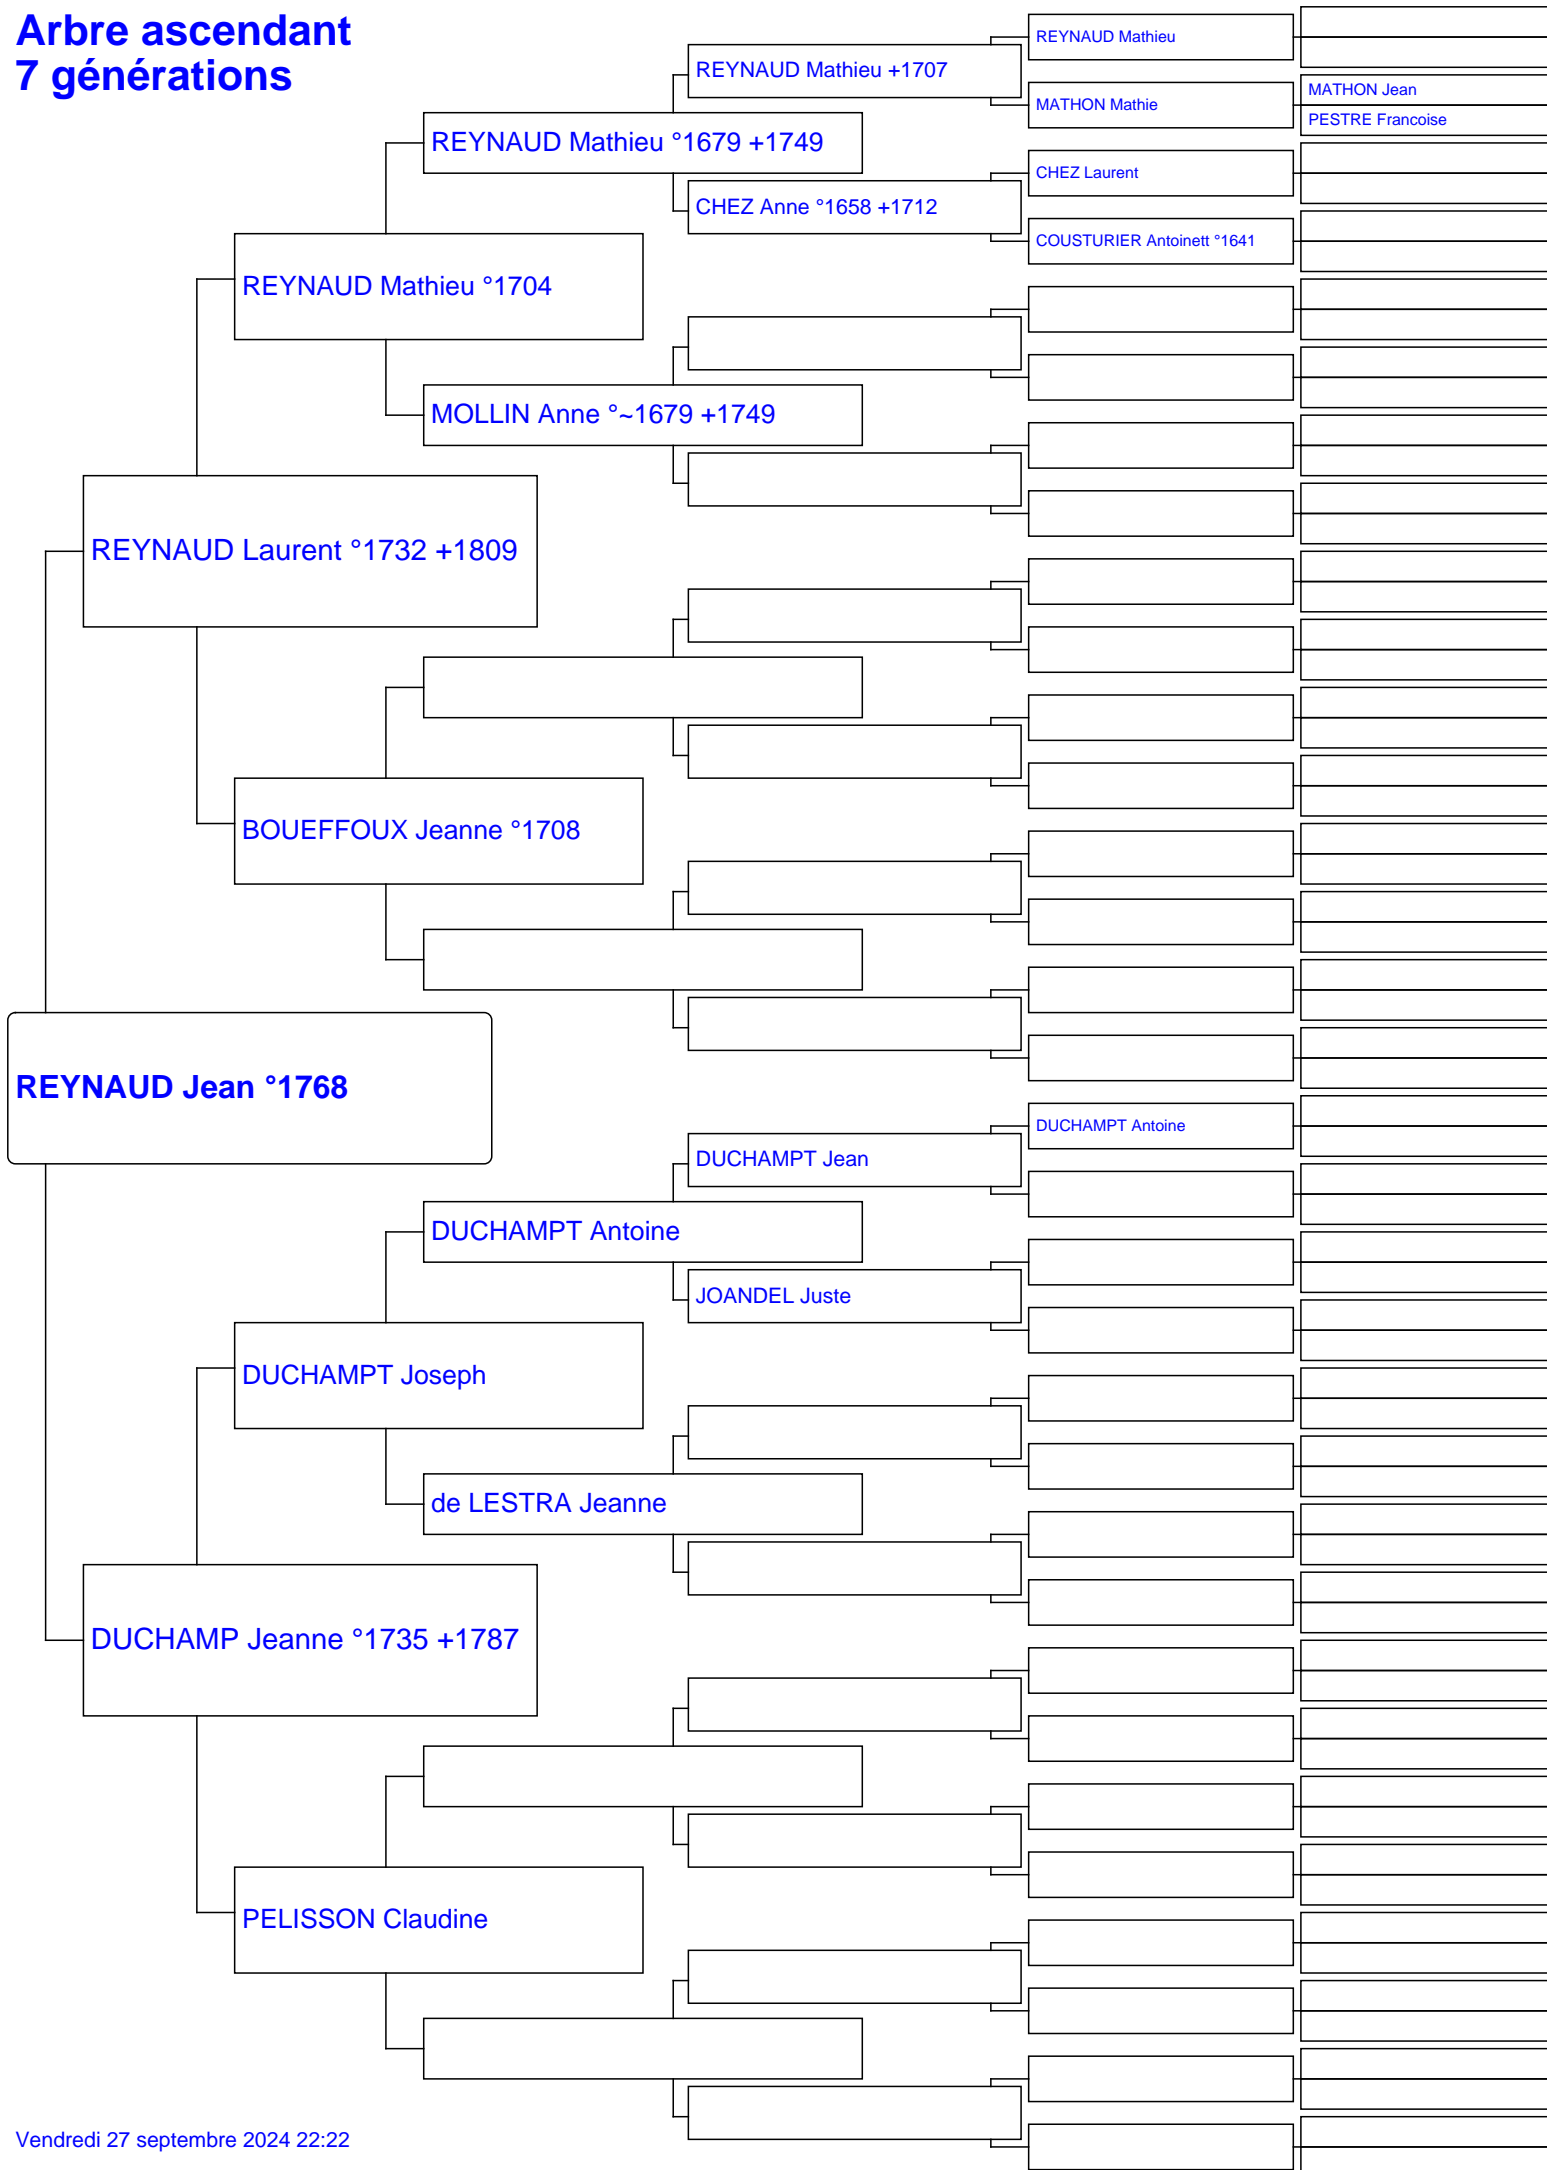 Arbre ascendant
7 générations
REYNAUD Mathieu
REYNAUD Mathieu +1707
MATHON Jean
MATHON Mathie
PESTRE Francoise
REYNAUD Mathieu °1679 +1749
CHEZ Laurent
CHEZ Anne °1658 +1712
COUSTURIER Antoinett °1641
REYNAUD Mathieu °1704
MOLLIN Anne °~1679 +1749
REYNAUD Laurent °1732 +1809
BOUEFFOUX Jeanne °1708
REYNAUD Jean °1768
DUCHAMPT Antoine
DUCHAMPT Jean
DUCHAMPT Antoine
JOANDEL Juste
DUCHAMPT Joseph
de LESTRA Jeanne
DUCHAMP Jeanne °1735 +1787
PELISSON Claudine
Vendredi 27 septembre 2024 22:22